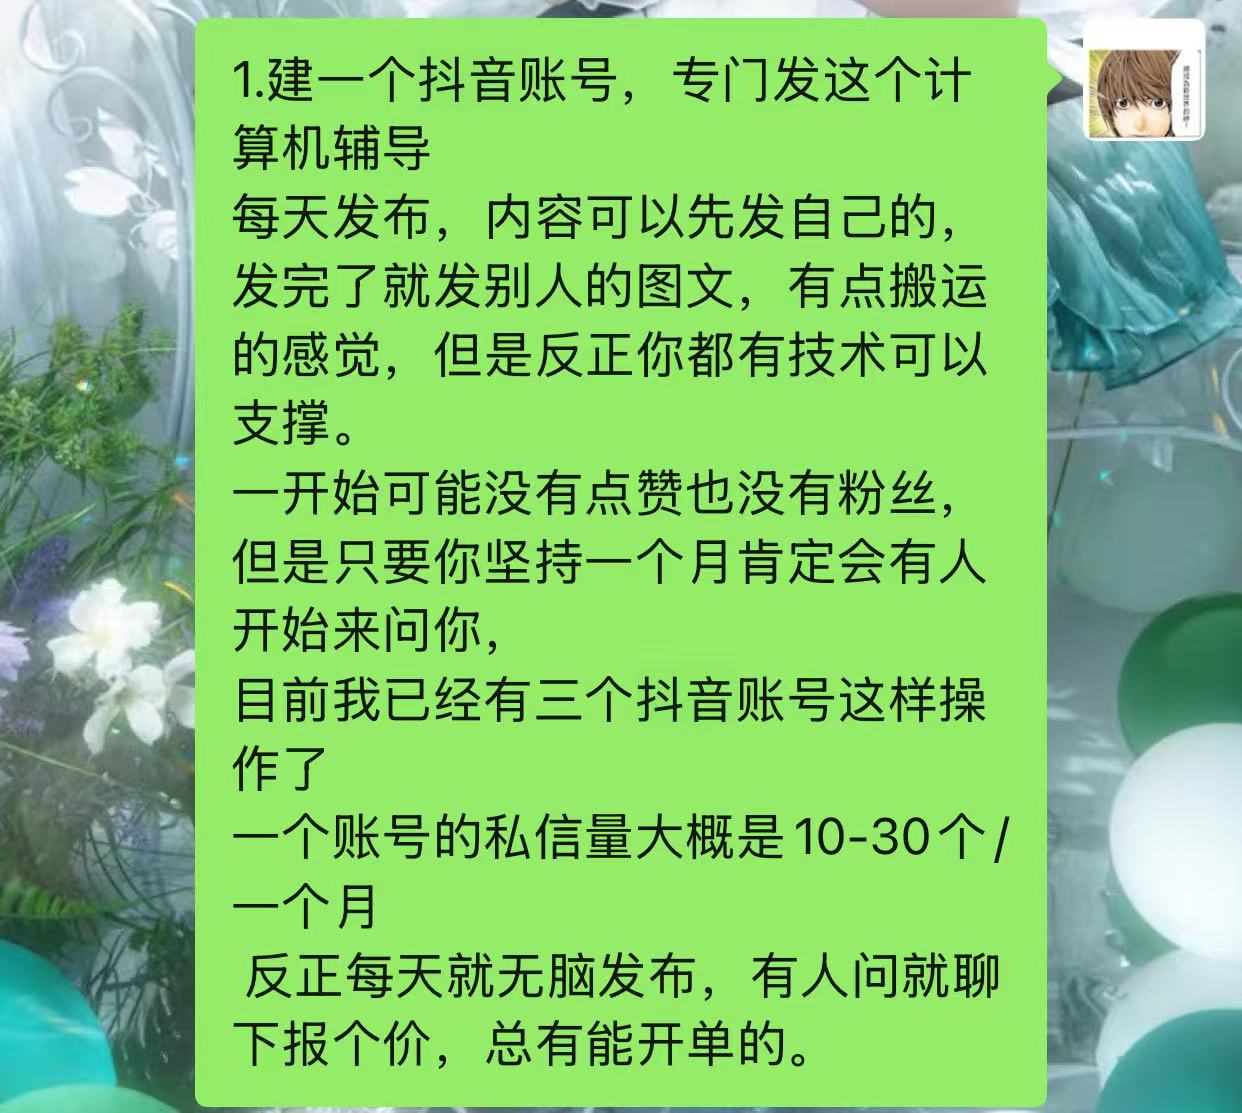 1.建一个抖音账号，专门发这个计
算机辅导
每天发布，内容可以先发自己的，
发完了就发别人的图文，有点搬运
的感觉，但是反正你都有技术可以
支撑。
一开始可能没有点赞也没有粉丝，
但是只要你坚持一个月肯定会有人
开始来问你，
目前我已经有三个抖音账号这样操
作了
一个账号的私信量大概是10-30个/
一个月
反正每天就无脑发布，有人问就聊
下报个价，总有能开单的。